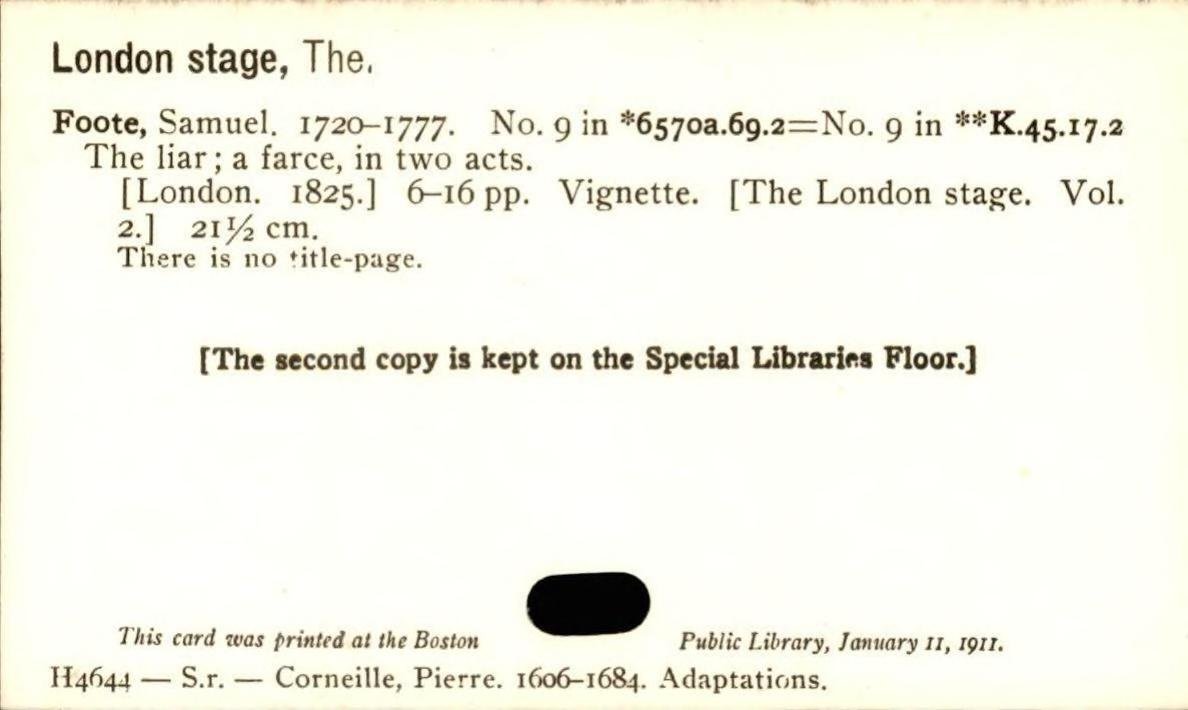 London stage, The.
Foote, Samuel. 1720–1777. No. 9 in *6570a.69.2=No. 9 in **K.45.17.2
The liar; a farce, in two acts.
[London. 1825.] 6–16 pp. Vignette. [The London stage. Vol.
2.] 21½ cm.
There is no title-page.
[The second copy is kept on the Special Libraries Floor.]
This card was printed at the Boston Public Library, January 11, 1911.
H4644 — S.r. — Corneille, Pierre. 1606–1684. Adaptations.